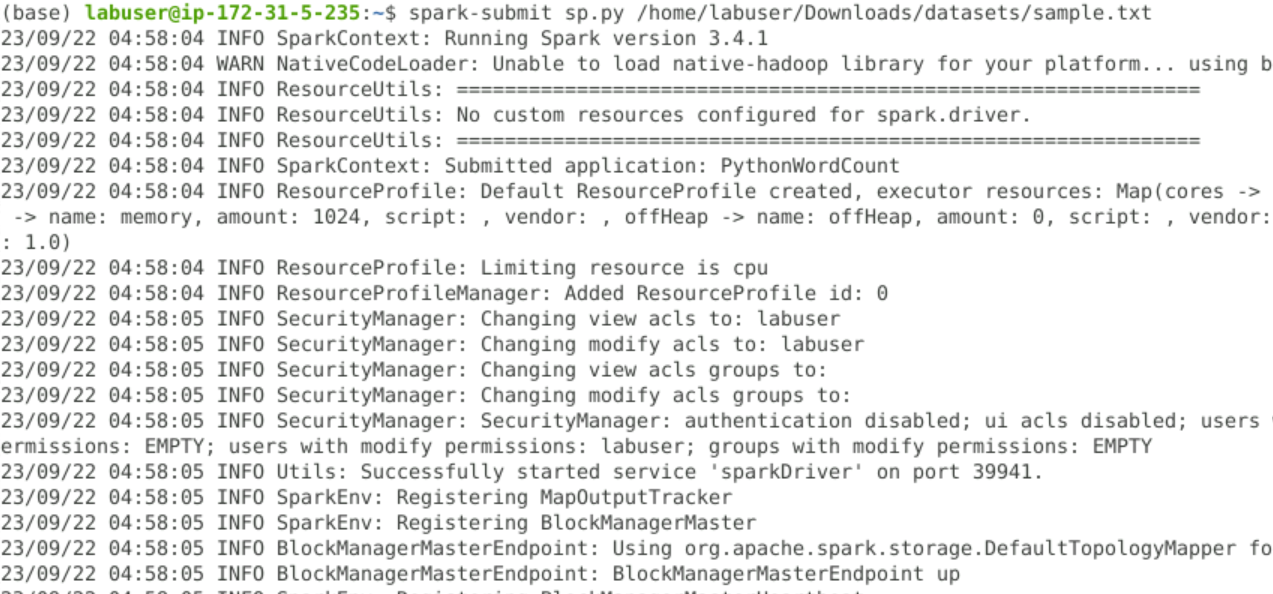 (base) labuser@ip-172-31-5-235:~$ spark-submit sp.py /home/labuser/Downloads/datasets/sample.txt
23/09/22 04:58:04 INFO SparkContext: Running Spark version 3.4.1
23/09/22 04:58:04 WARN NativeCodeLoader: Unable to load native-hadoop library for your platform... using b
23/09/22 04:58:04 INFO ResourceUtils: ==============================================================
23/09/22 04:58:04 INFO ResourceUtils: No custom resources configured for spark.driver.
23/09/22 04:58:04 INFO ResourceUtils: ==============================================================
23/09/22 04:58:04 INFO SparkContext: Submitted application: PythonWordCount
23/09/22 04:58:04 INFO ResourceProfile: Default ResourceProfile created, executor resources: Map(cores ->
 -> name: memory, amount: 1024, script: , vendor: , offHeap -> name: offHeap, amount: 0, script: , vendor:
: 1.0)
23/09/22 04:58:04 INFO ResourceProfile: Limiting resource is cpu
23/09/22 04:58:04 INFO ResourceProfileManager: Added ResourceProfile id: 0
23/09/22 04:58:05 INFO SecurityManager: Changing view acls to: labuser
23/09/22 04:58:05 INFO SecurityManager: Changing modify acls to: labuser
23/09/22 04:58:05 INFO SecurityManager: Changing view acls groups to:
23/09/22 04:58:05 INFO SecurityManager: Changing modify acls groups to:
23/09/22 04:58:05 INFO SecurityManager: SecurityManager: authentication disabled; ui acls disabled; users
ermissions: EMPTY; users with modify permissions: labuser; groups with modify permissions: EMPTY
23/09/22 04:58:05 INFO Utils: Successfully started service 'sparkDriver' on port 39941.
23/09/22 04:58:05 INFO SparkEnv: Registering MapOutputTracker
23/09/22 04:58:05 INFO SparkEnv: Registering BlockManagerMaster
23/09/22 04:58:05 INFO BlockManagerMasterEndpoint: Using org.apache.spark.storage.DefaultTopologyMapper fo
23/09/22 04:58:05 INFO BlockManagerMasterEndpoint: BlockManagerMasterEndpoint up